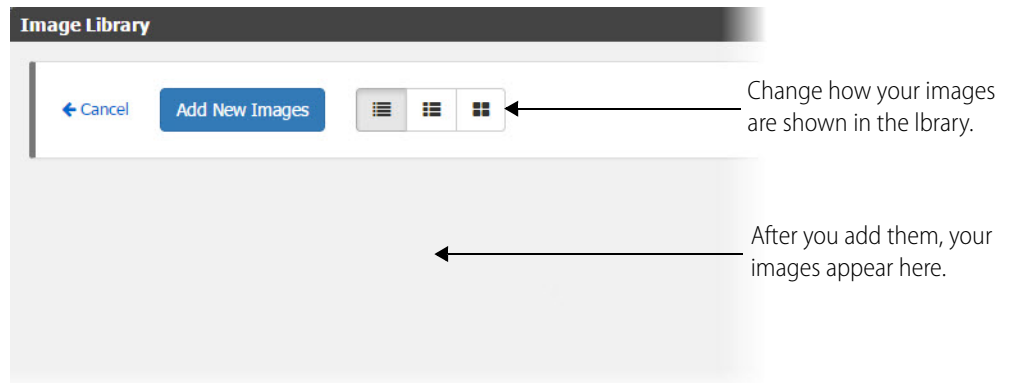 Image Library
Cancel
Add New Images
Change how your images
are shown in the lbrary.
After you add them, your
images appear here.